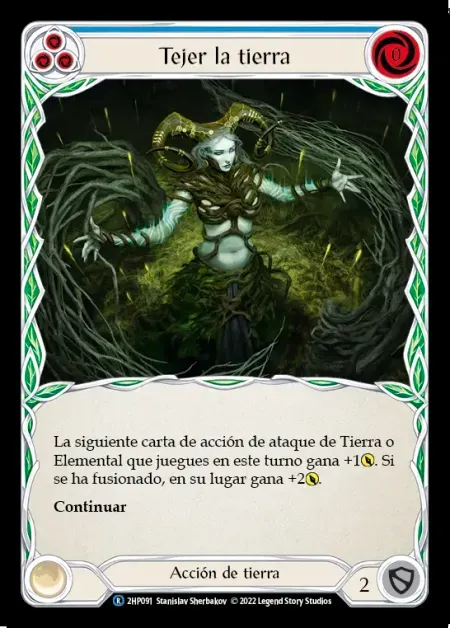 Tejer la tierra
0
La siguiente carta de acción de ataque de Tierra o
Elemental que juegues en este turno gana +1. Si
se ha fusionado, en su lugar gana +2.
Continuar
Acción de tierra
2
R 2HP091 Stanislav Sherbakov © 2022 Legend Story Studios